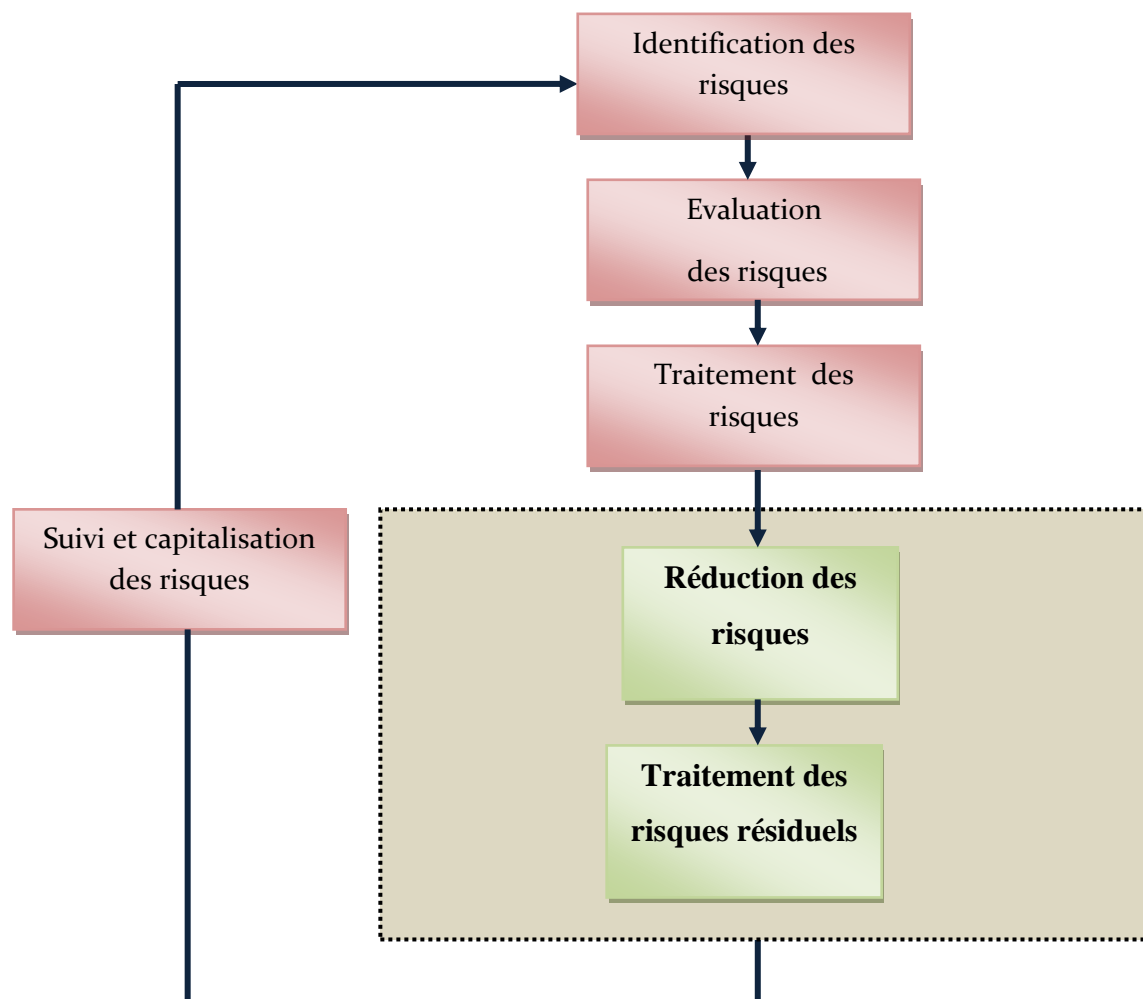 Identification des
risques
Evaluation
des risques
Traitement des
risques
Suivi et capitalisation
des risques
Réduction des
risques
Traitement des
risques résiduels